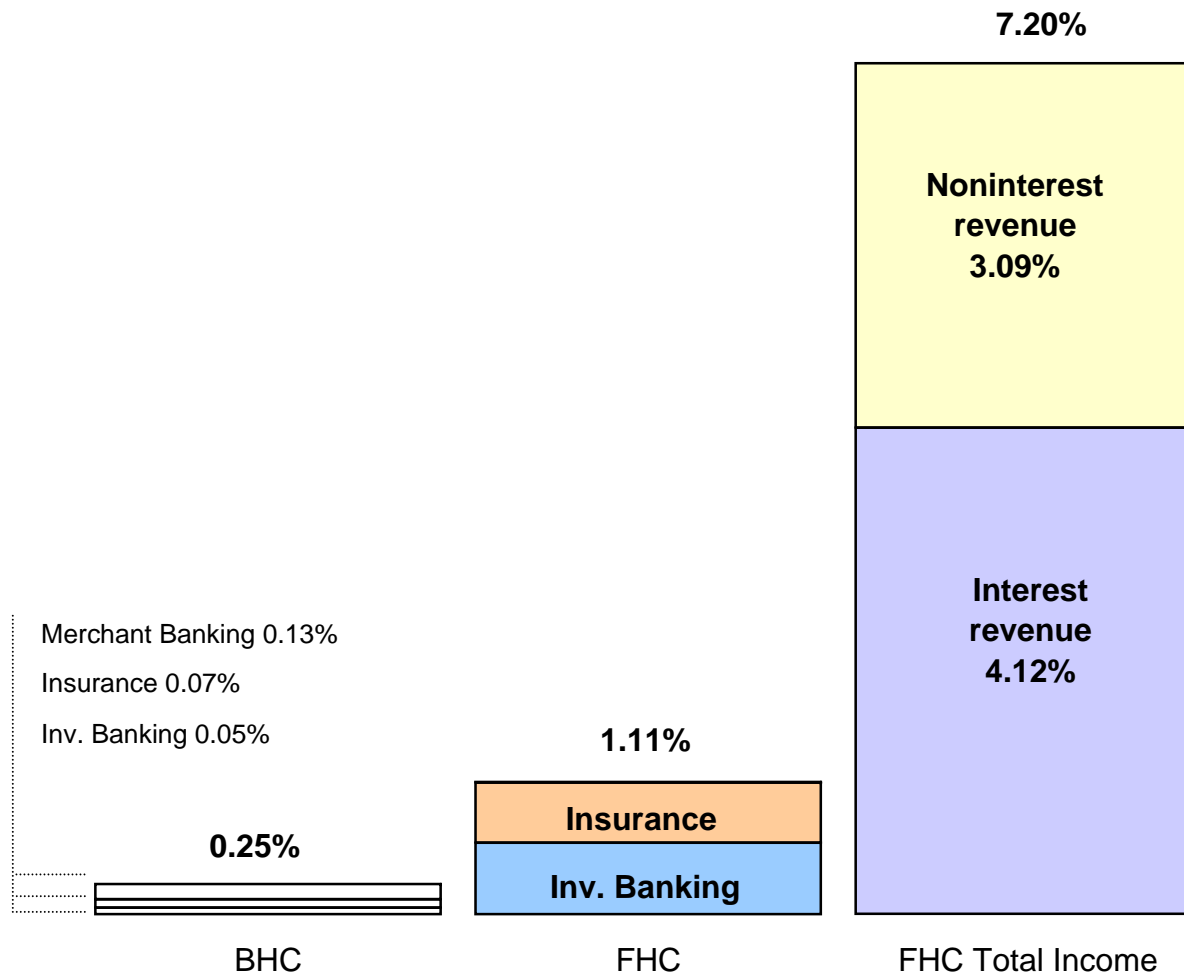 7.20%
Noninterest
revenue
3.09%
Interest
revenue
4.12%
Merchant Banking 0.13%
Insurance 0.07%
Inv. Banking 0.05%
1.11%
Insurance
Inv. Banking
0.25%
BHC
FHC
FHC Total Income